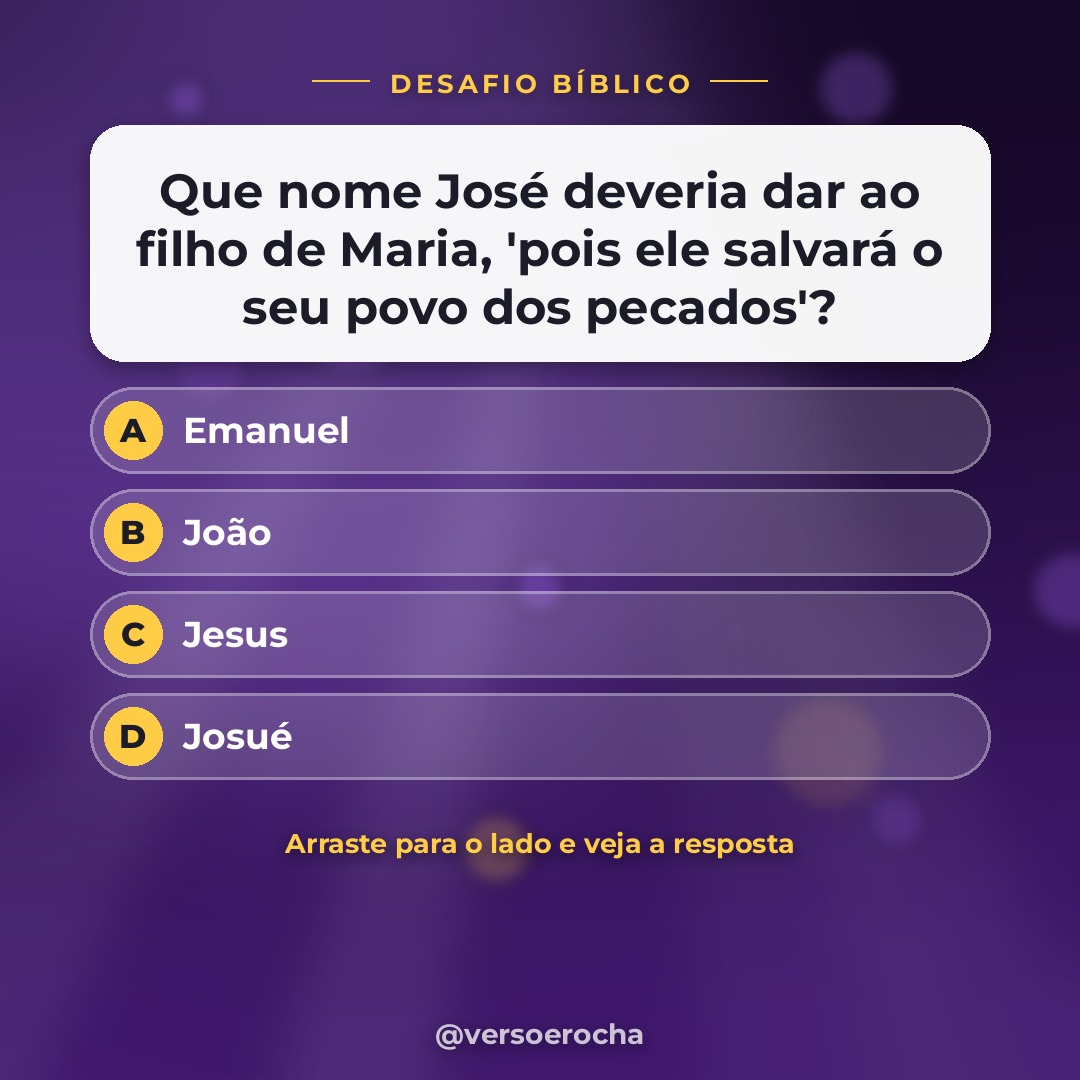 DESAFIO BÍBLICO
Que nome José deveria dar ao
filho de Maria, 'pois ele salvará o
seu povo dos pecados'?
A Emanuel
B João
C Jesus
D Josué
Arraste para o lado e veja a resposta
@versoerocha